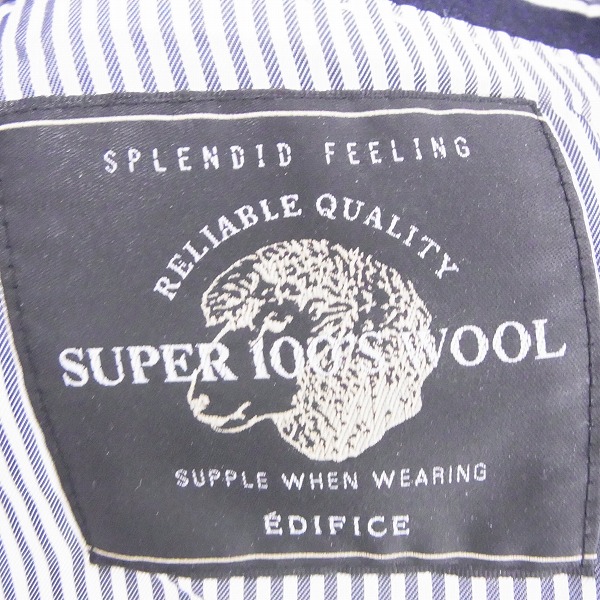 SPLENDID FEELING
RELIABLE QUALITY
SUPER 100'S WOOL
SUPPLE WHEN WEARING
ÉDIFICE